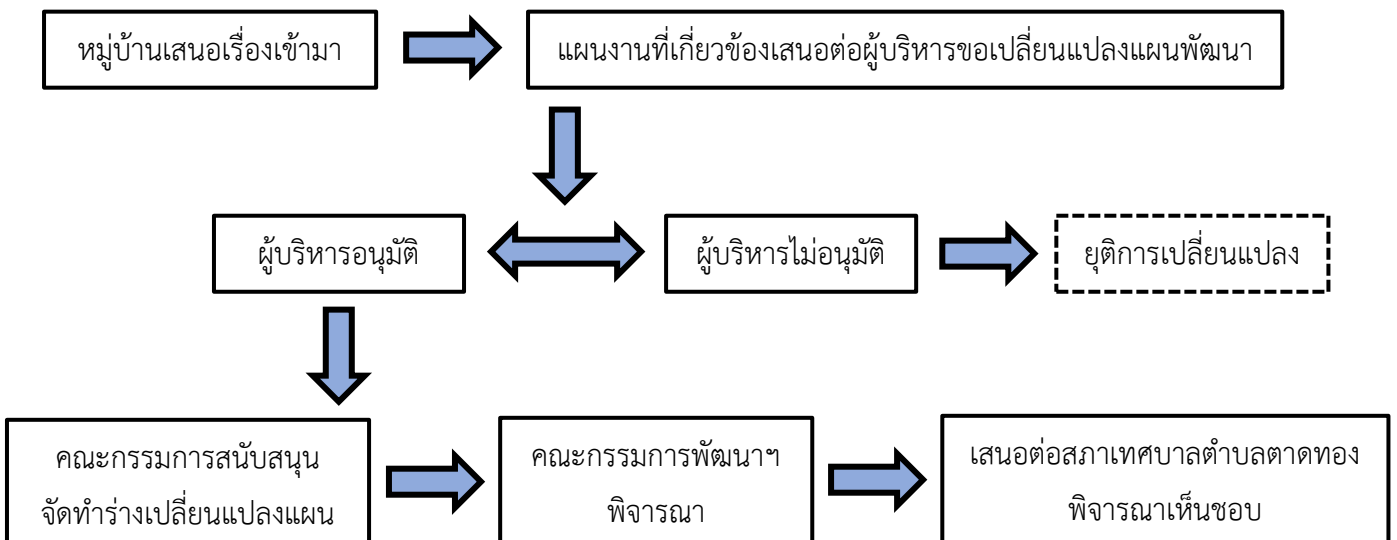 หมู่บ้านเสนอเรื่องเข้ามา
แผนงานที่เกี่ยวข้องเสนอต่อผู้บริหารขอเปลี่ยนแปลงแผนพัฒนา
ผู้บริหารอนุมัติ
ผู้บริหารไม่อนุมัติ
ยุติการเปลี่ยนแปลง
คณะกรรมการสนับสนุน
จัดทำร่างเปลี่ยนแปลงแผน
คณะกรรมการพัฒนาฯ
พิจารณา
เสนอต่อสภาเทศบาลตำบลตาดทอง
พิจารณาเห็นชอบ